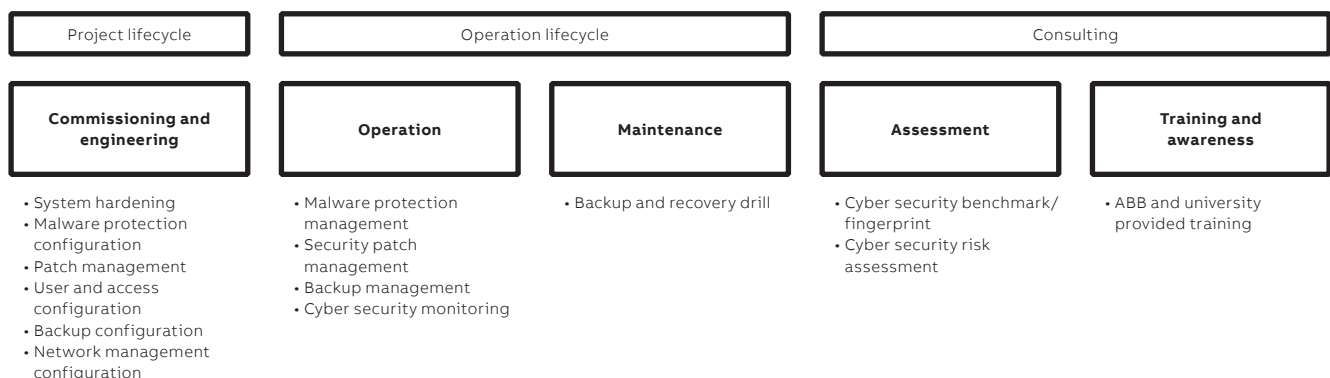 Project lifecycle
Operation lifecycle
Consulting
Commissioning and
engineering
Operation
Maintenance
Assessment
Training and
awareness
• System hardening
• Malware protection
configuration
• Patch management
• User and access
configuration
• Backup configuration
• Network management
configuration
• Malware protection
management
• Security patch
management
• Backup management
• Cyber security monitoring
• Backup and recovery drill
• Cyber security benchmark/
fingerprint
• Cyber security risk
assessment
• ABB and university
provided training